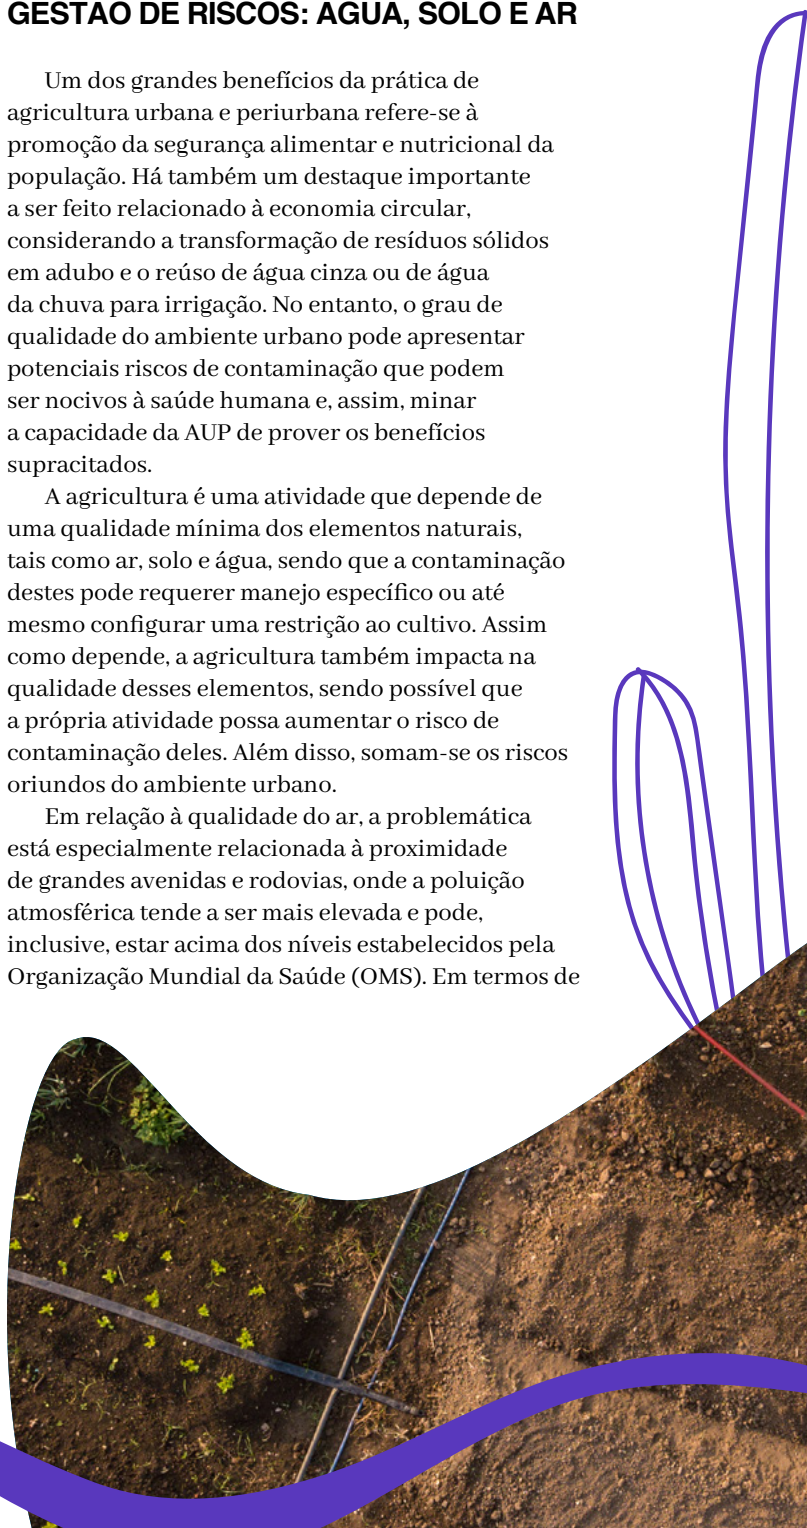 GESTÃO DE RISCOS: ÁGUA, SOLO E AR
Um dos grandes benefícios da prática de
agricultura urbana e periurbana refere-se à
promoção da segurança alimentar e nutricional da
população. Há também um destaque importante
a ser feito relacionado à economia circular,
considerando a transformação de resíduos sólidos
em adubo e o reúso de água cinza ou de água
da chuva para irrigação. No entanto, o grau de
qualidade do ambiente urbano pode apresentar
potenciais riscos de contaminação que podem
ser nocivos à saúde humana e, assim, minar
a capacidade da AUP de prover os benefícios
supracitados.
A agricultura é uma atividade que depende de
uma qualidade mínima dos elementos naturais,
tais como ar, solo e água, sendo que a contaminação
destes pode requerer manejo específico ou até
mesmo configurar uma restrição ao cultivo. Assim
como depende, a agricultura também impacta na
qualidade desses elementos, sendo possível que
a própria atividade possa aumentar o risco de
contaminação deles. Além disso, somam-se os riscos
oriundos do ambiente urbano.
Em relação à qualidade do ar, a problemática
está especialmente relacionada à proximidade
de grandes avenidas e rodovias, onde a poluição
atmosférica tende a ser mais elevada e pode,
inclusive, estar acima dos níveis estabelecidos pela
Organização Mundial da Saúde (OMS). Em termos de